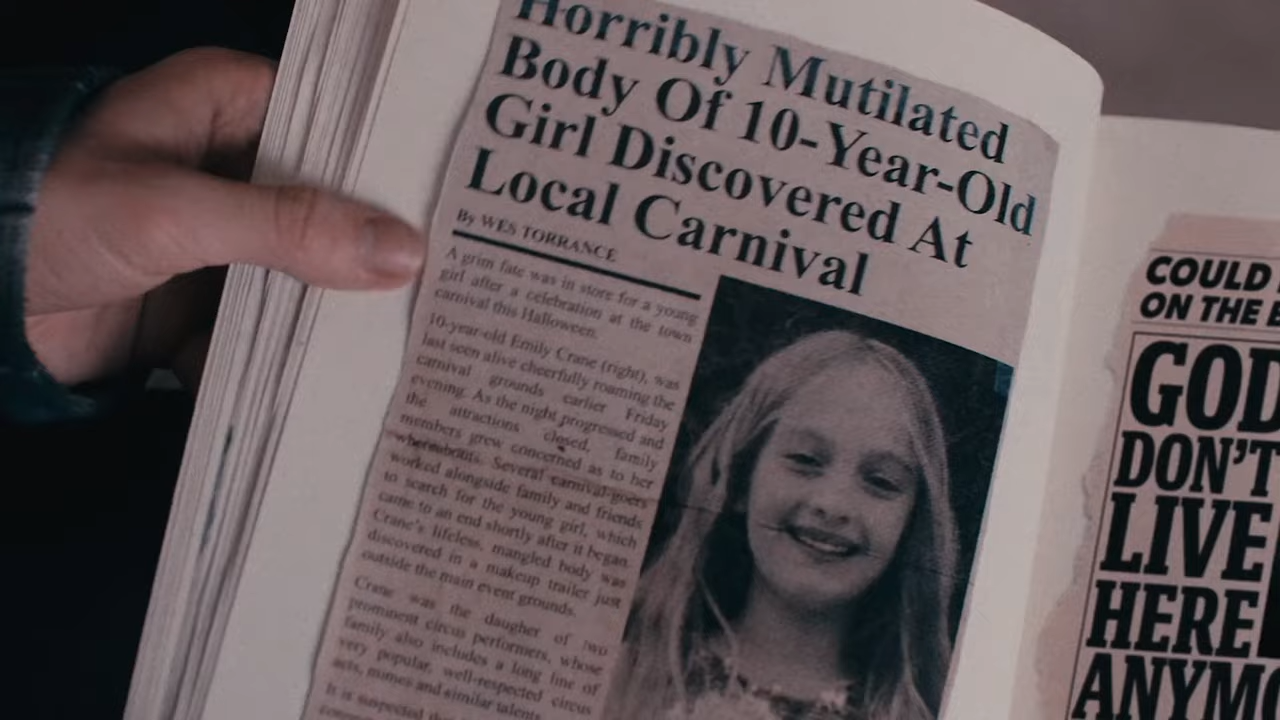 Horribly Mutilated
Body Of 10-Year-Old
Girl Discovered At
Local Carnival
By WES TORRANCE
A grim fate was in store for a young
girl after a celebration at the town
carnival this Halloween.
10-year-old Emily Crane (right), was
last seen alive cheerfully roaming the
carnival grounds earlier Friday
evening. As the night progressed and
the attractions closed, family
members grew concerned as to her
whereabouts. Several carnival-goers
worked alongside family and friends
to search for the young girl, which
came to an end shortly after it began.
Crane's lifeless, mangled body was
discovered in a makeup trailer just
outside the main event grounds.
Crane was the daughter of two
prominent circus performers, whose
family also includes a long line of
very popular, well-respected circus
acts, mimes and similar talents.
It is suspected
COULD
ON THE
GOD
DON'T
LIVE
HERE
ANYMO